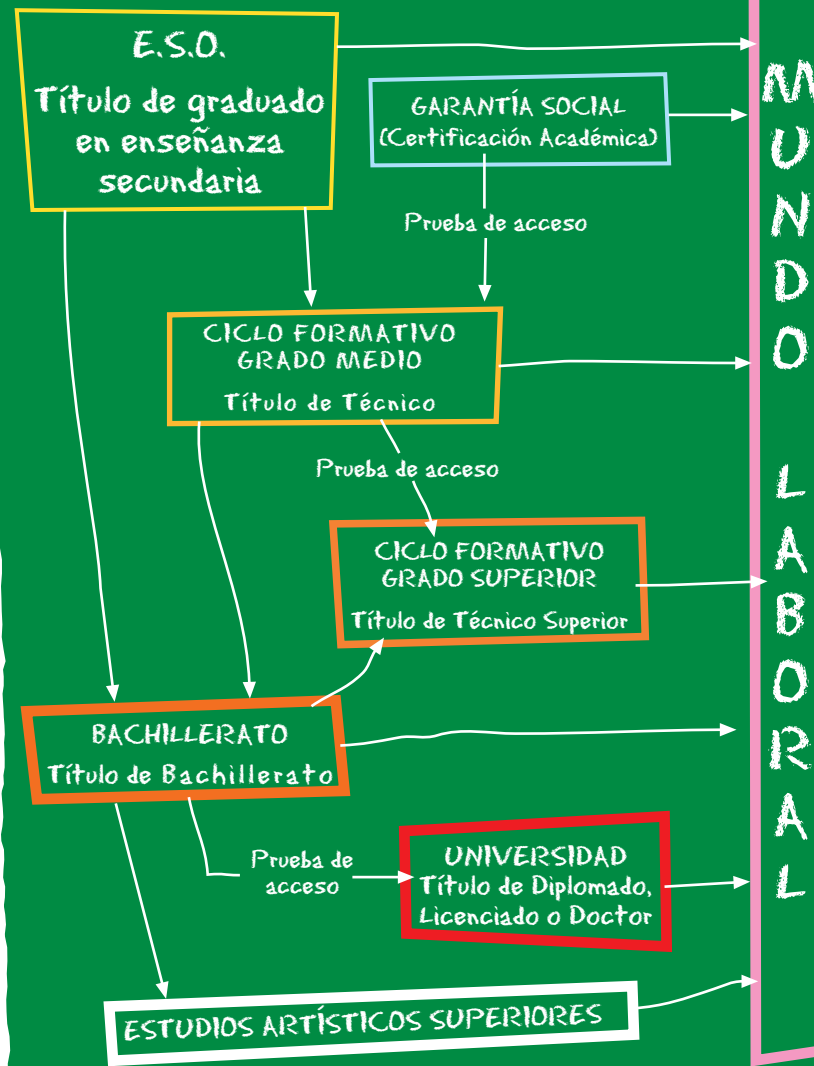 E.S.O.
Título de graduado
en enseñanza
secundaria
GARANTÍA SOCIAL
(Certificación Académica)
Prueba de acceso
CICLO FORMATIVO
GRADO MEDIO
Título de Técnico
Prueba de acceso
CICLO FORMATIVO
GRADO SUPERIOR
Título de Técnico Superior
BACHILLERATO
Título de Bachillerato
Prueba de
acceso
UNIVERSIDAD
Título de Diplomado,
Licenciado o Doctor
ESTUDIOS ARTÍSTICOS SUPERIORES
MUNDO LABORAL